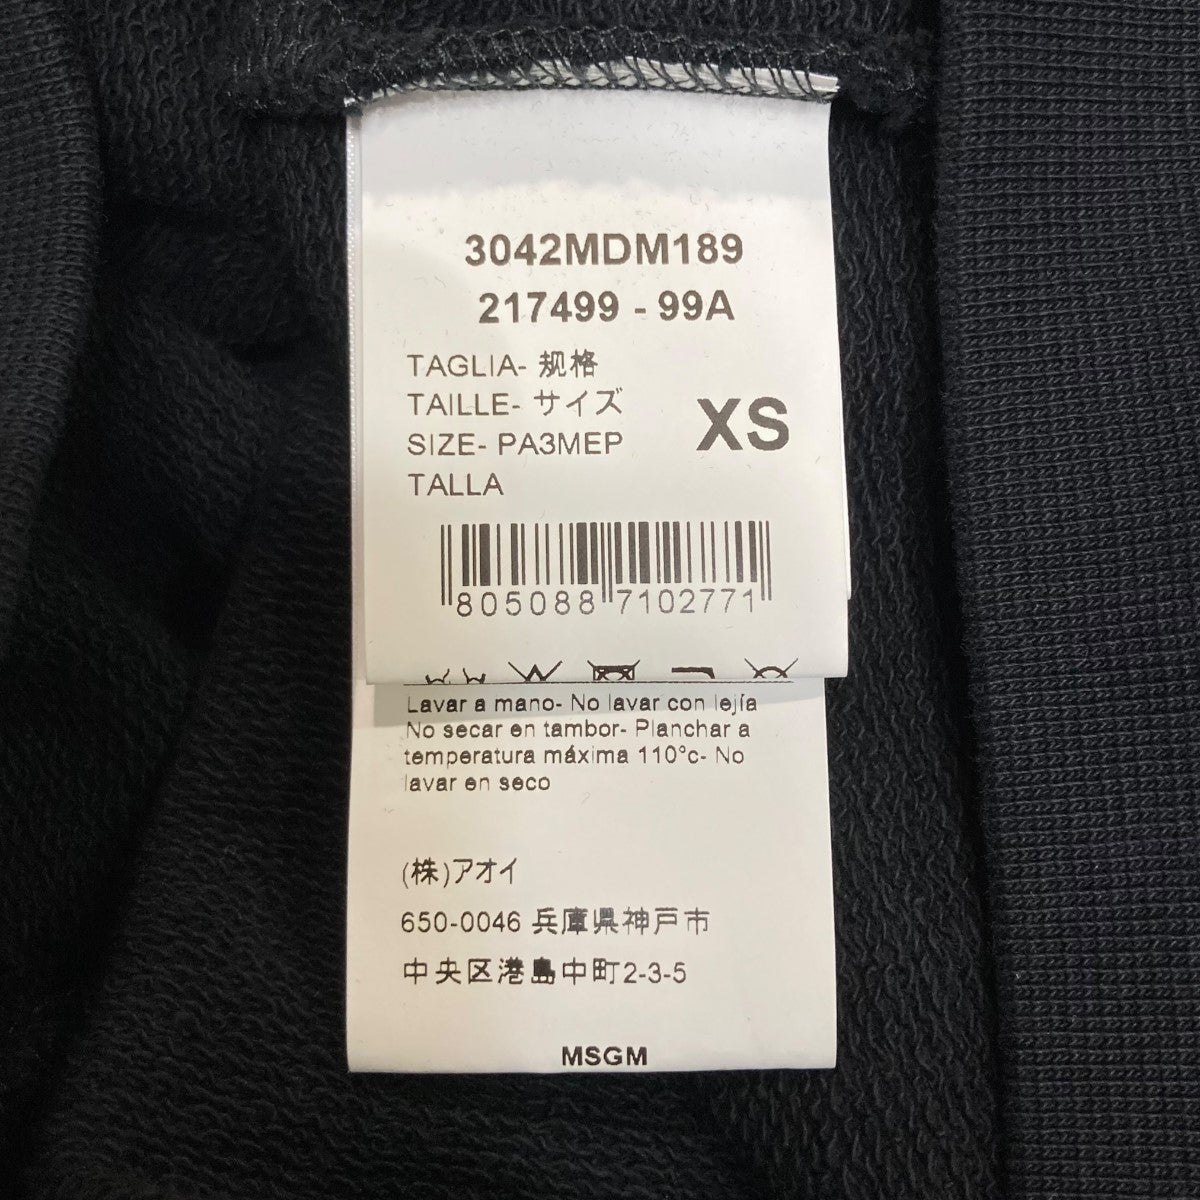 3042MDM189
217499 - 99A
TAGLIA- 规格
TAILLE- サイズ
SIZE- PA3MEP
TALLA
XS
805088 7102771
Lavar a mano- No lavar con lejía
No secar en tambor- Planchar a
temperatura máxima 110°c- No
lavar en seco
(株)アオイ
650-0046 兵庫県神戸市
中央区港島中町2-3-5
MSGM